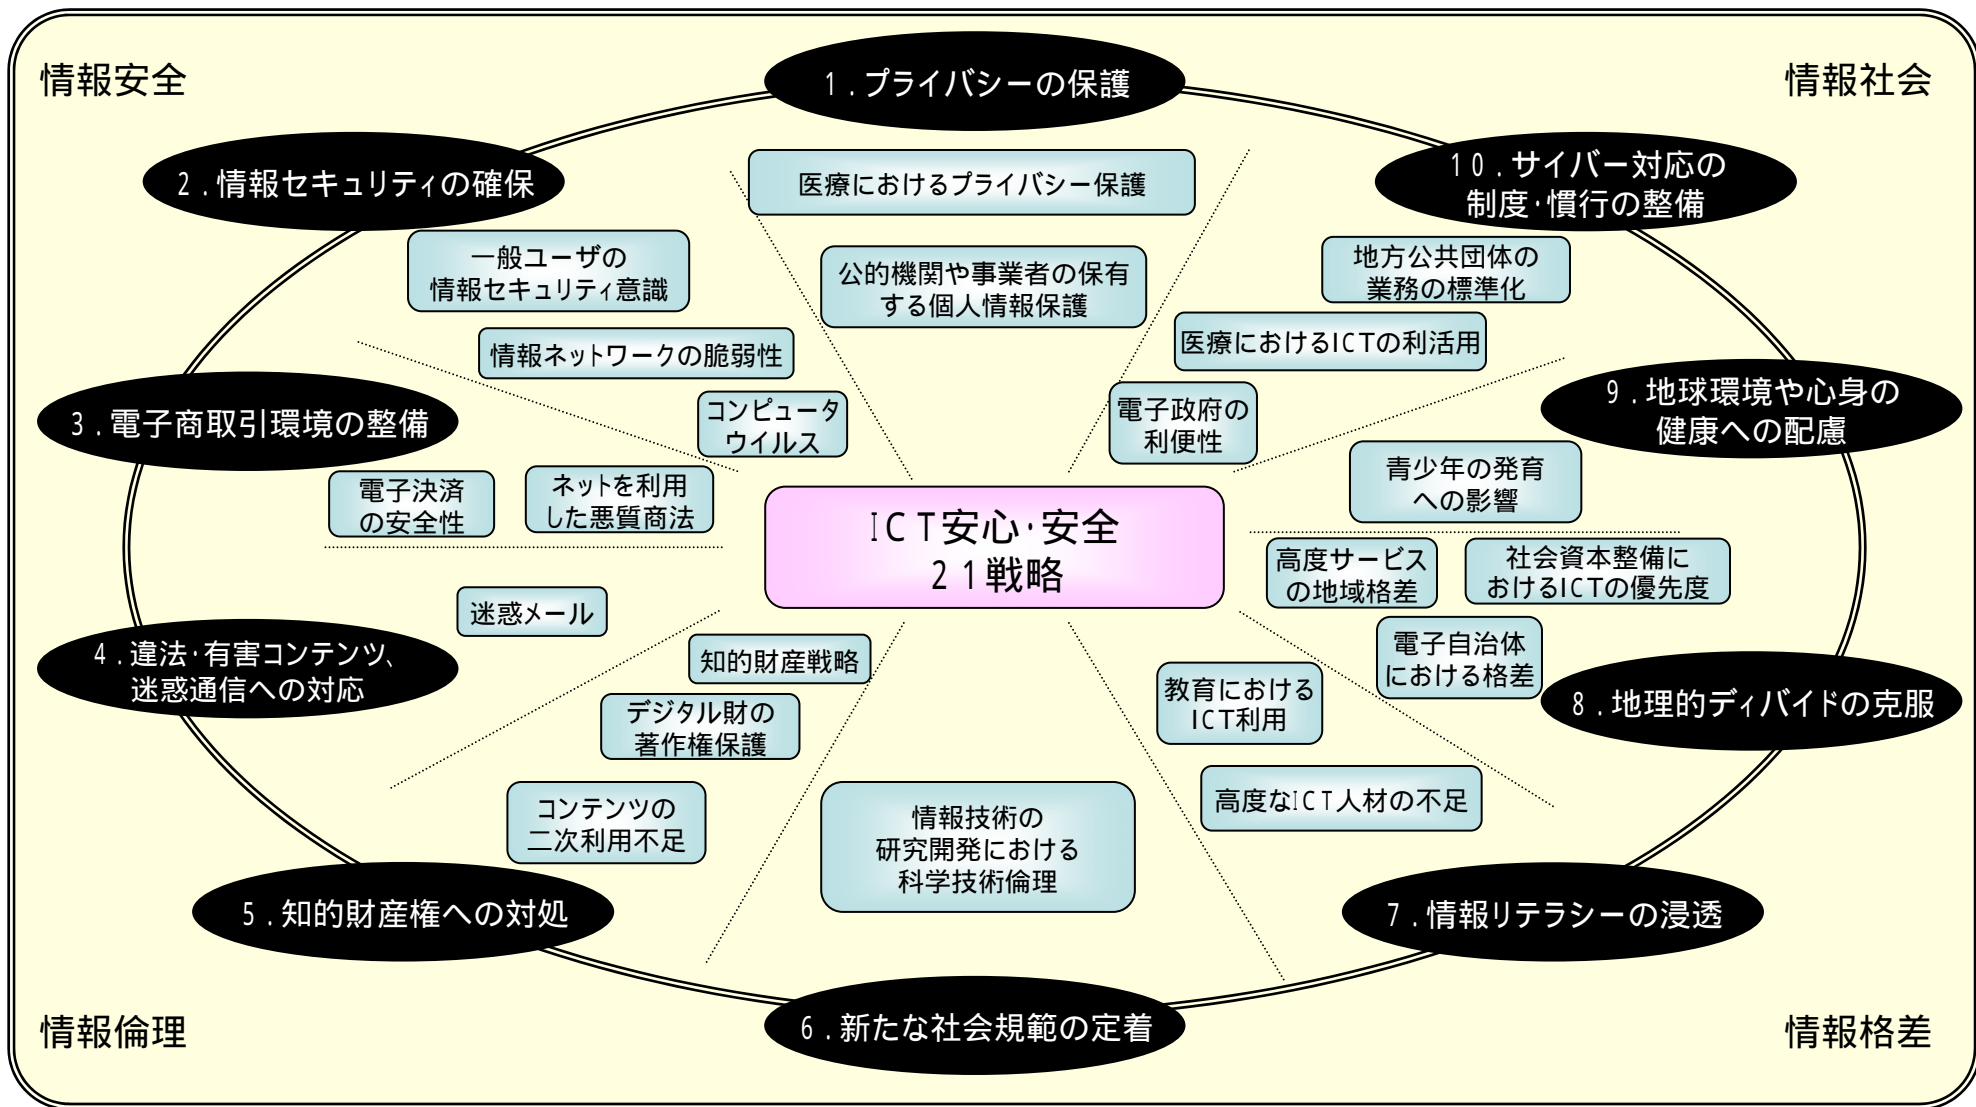 情報安全
情報社会
1.プライバシーの保護
医療におけるプライバシー保護
公的機関や事業者の保有
する個人情報保護
2.情報セキュリティの確保
一般ユーザの
情報セキュリティ意識
情報ネットワークの脆弱性
コンピュータ
ウイルス
3.電子商取引環境の整備
電子決済
の安全性
ネットを利用
した悪質商法
4.違法・有害コンテンツ、
迷惑通信への対応
迷惑メール
5.知的財産権への対処
知的財産戦略
デジタル財の
著作権保護
コンテンツの
二次利用不足
6.新たな社会規範の定着
情報技術の
研究開発における
科学技術倫理
7.情報リテラシーの浸透
教育における
ICT利用
高度なICT人材の不足
8.地理的ディバイドの克服
高度サービス
の地域格差
社会資本整備に
おけるICTの優先度
電子自治体
における格差
9.地球環境や心身の
健康への配慮
青少年の発育
への影響
10.サイバー対応の
制度・慣行の整備
地方公共団体の
業務の標準化
医療におけるICTの利活用
電子政府の
利便性
ICT安心・安全
21戦略
情報倫理
情報格差